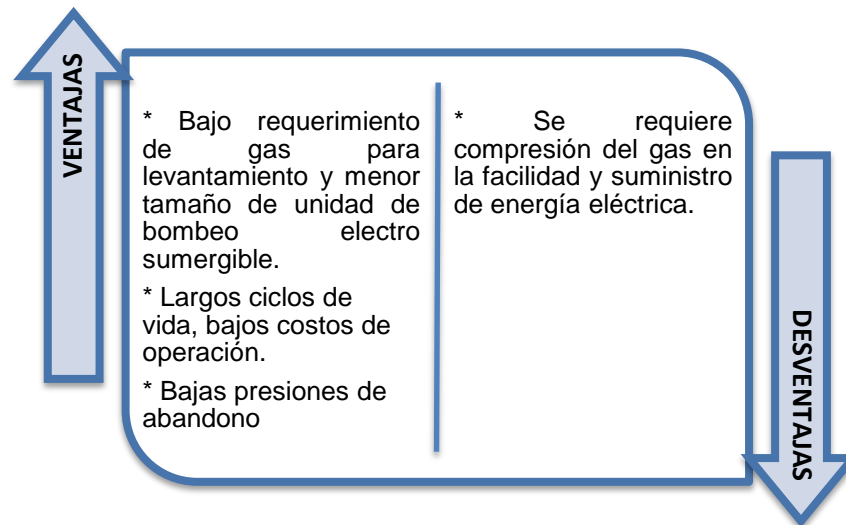 VENTAJAS
* Bajo requerimiento
de gas para
levantamiento y menor
tamaño de unidad de
bombeo electro
sumergible.
* Largos ciclos de
vida, bajos costos de
operación.
* Bajas presiones de
abandono
* Se requiere
compresión del gas en
la facilidad y suministro
de energía eléctrica.
DESVENTAJAS